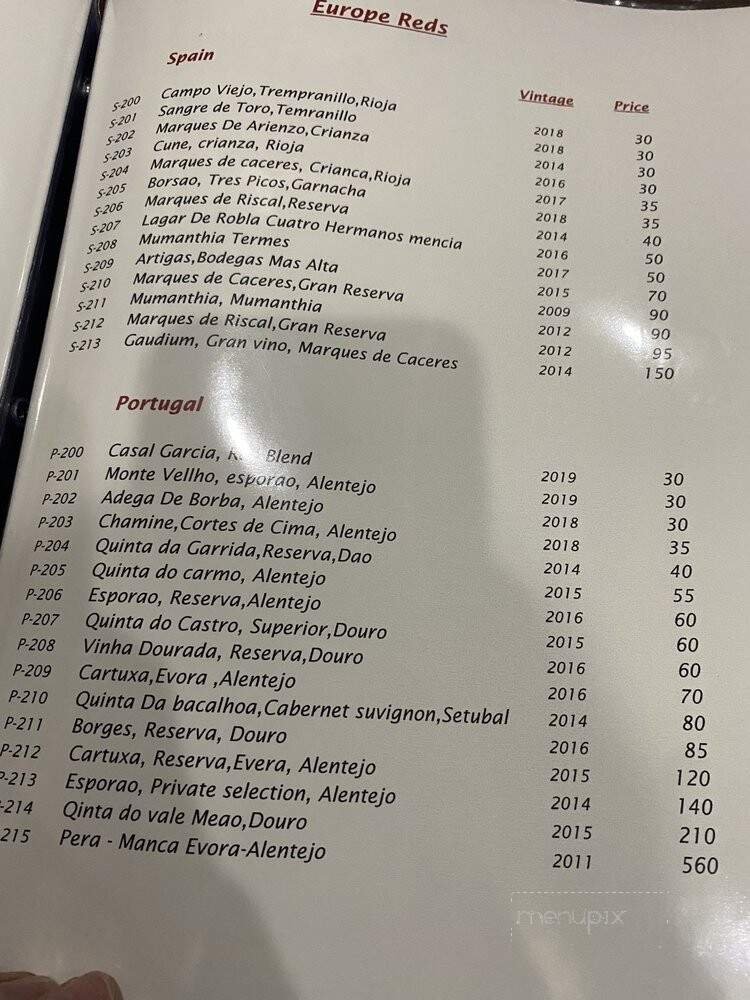 Europe Reds
Spain
Vintage Price
S-200 Campo Viejo,Trempranillo,Rioja 2018 30
S-201 Sangre de Toro,Temranillo 2018 30
S-202 Marques De Arienzo,Crianza 2014 30
S-203 Cune, crianza, Rioja 2016 30
S-204 Marques de caceres, Crianca,Rioja 2017 35
S-205 Borsao, Tres Picos,Garnacha 2018 35
S-206 Marques de Riscal,Reserva 2014 40
S-207 Lagar De Robla Cuatro Hermanos mencia 2016 50
S-208 Mumanthia Termes 2017 50
S-209 Artigas,Bodegas Mas Alta 2015 70
S-210 Marques de Caceres,Gran Reserva 2009 90
S-211 Mumanthia, Mumanthia 2012 90
S-212 Marques de Riscal,Gran Reserva 2012 95
S-213 Gaudium, Gran vino, Marques de Caceres 2014 150
Portugal
P-200 Casal Garcia, Blend 2019 30
P-201 Monte Vellho, esporao, Alentejo 2019 30
P-202 Adega De Borba, Alentejo 2018 30
P-203 Chamine,Cortes de Cima, Alentejo 2018 35
P-204 Quinta da Garrida,Reserva,Dao 2014 40
P-205 Quinta do carmo, Alentejo 2015 55
P-206 Esporao, Reserva,Alentejo 2016 60
P-207 Quinta do Castro, Superior,Douro 2015 60
P-208 Vinha Dourada, Reserva,Douro 2016 60
P-209 Cartuxa,Evora ,Alentejo 2016 70
P-210 Quinta Da bacalhoa,Cabernet suvignon,Setubal 2014 80
P-211 Borges, Reserva, Douro 2016 85
P-212 Cartuxa, Reserva,Evera, Alentejo 2015 120
P-213 Esporao, Private selection, Alentejo 2014 140
-214 Qinta do vale Meao,Douro 2015 210
215 Pera - Manca Evora-Alentejo 2011 560
menupix